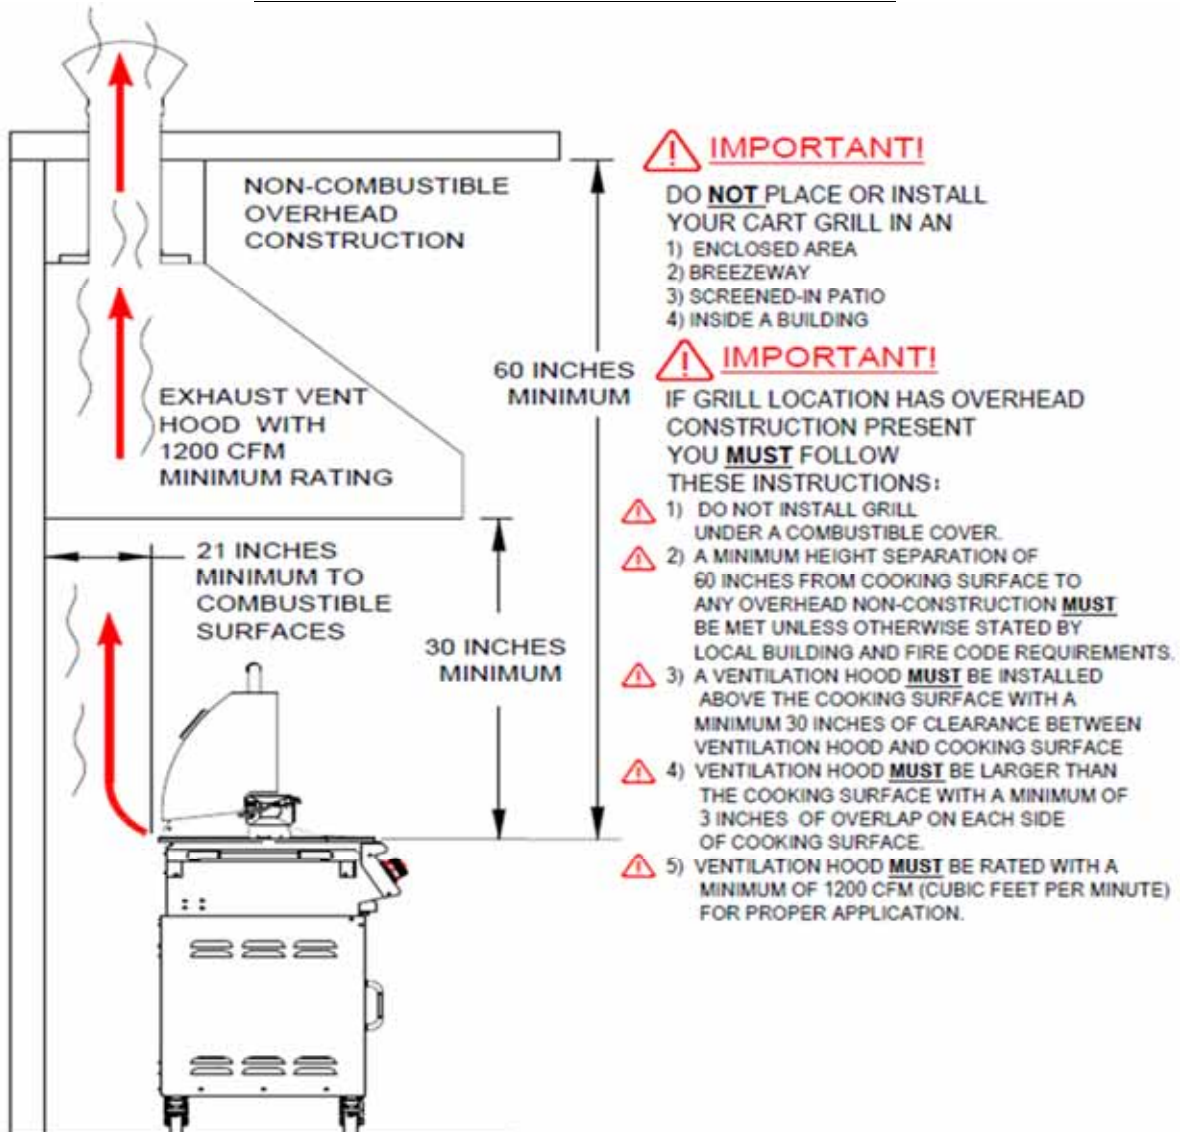 NON-COMBUSTIBLE
OVERHEAD
CONSTRUCTION
EXHAUST VENT
HOOD WITH
1200 CFM
MINIMUM RATING
21 INCHES
MINIMUM TO
COMBUSTIBLE
SURFACES
30 INCHES
MINIMUM
60 INCHES
MINIMUM
IMPORTANT!
DO NOT PLACE OR INSTALL
YOUR CART GRILL IN AN
1) ENCLOSED AREA
2) BREEZEWAY
3) SCREENED-IN PATIO
4) INSIDE A BUILDING
IMPORTANT!
IF GRILL LOCATION HAS OVERHEAD
CONSTRUCTION PRESENT
YOU MUST FOLLOW
THESE INSTRUCTIONS:
1) DO NOT INSTALL GRILL
UNDER A COMBUSTIBLE COVER.
2) A MINIMUM HEIGHT SEPARATION OF
60 INCHES FROM COOKING SURFACE TO
ANY OVERHEAD NON-CONSTRUCTION MUST
BE MET UNLESS OTHERWISE STATED BY
LOCAL BUILDING AND FIRE CODE REQUIREMENTS.
3) A VENTILATION HOOD MUST BE INSTALLED
ABOVE THE COOKING SURFACE WITH A
MINIMUM 30 INCHES OF CLEARANCE BETWEEN
VENTILATION HOOD AND COOKING SURFACE
4) VENTILATION HOOD MUST BE LARGER THAN
THE COOKING SURFACE WITH A MINIMUM OF
3 INCHES OF OVERLAP ON EACH SIDE
OF COOKING SURFACE.
5) VENTILATION HOOD MUST BE RATED WITH A
MINIMUM OF 1200 CFM (CUBIC FEET PER MINUTE)
FOR PROPER APPLICATION.